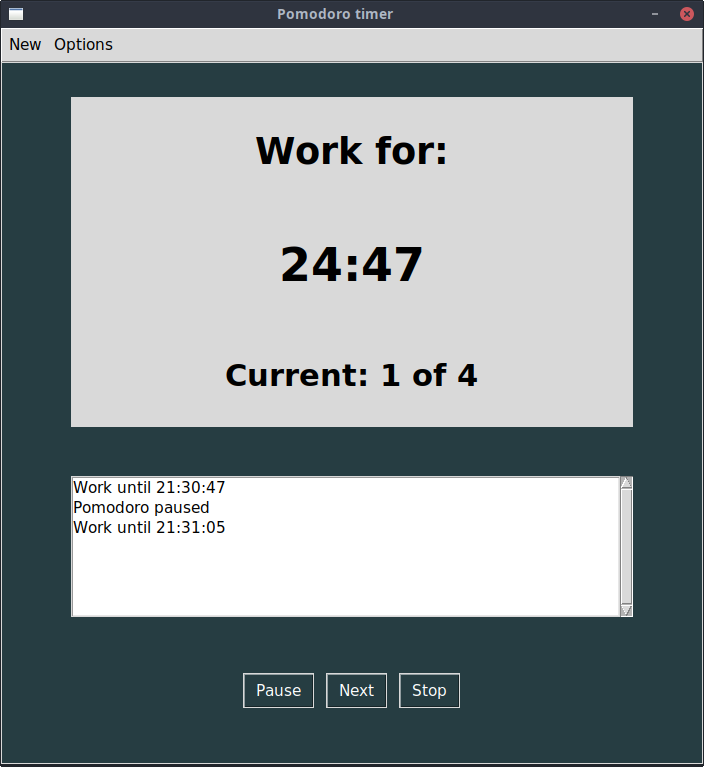 Pomodoro timer
New Options
Work for:
24:47
Current: 1 of 4
Work until 21:30:47
Pomodoro paused
Work until 21:31:05
Pause Next Stop